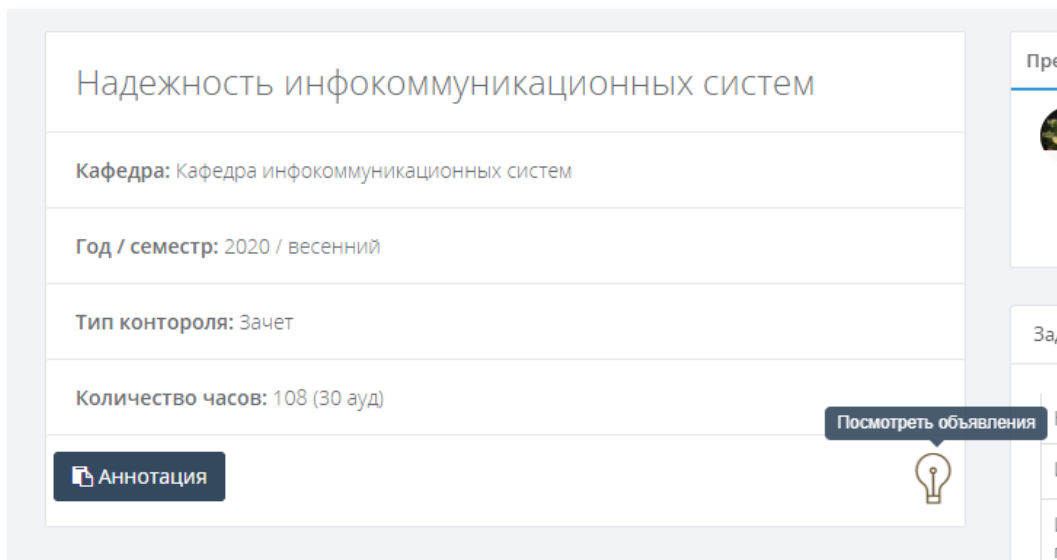 Надежность инфокоммуникационных систем
Кафедра: Кафедра инфокоммуникационных систем
Год / семестр: 2020 / весенний
Тип контороля: Зачет
Количество часов: 108 (30 ауд)
Посмотреть объявления
Аннотация